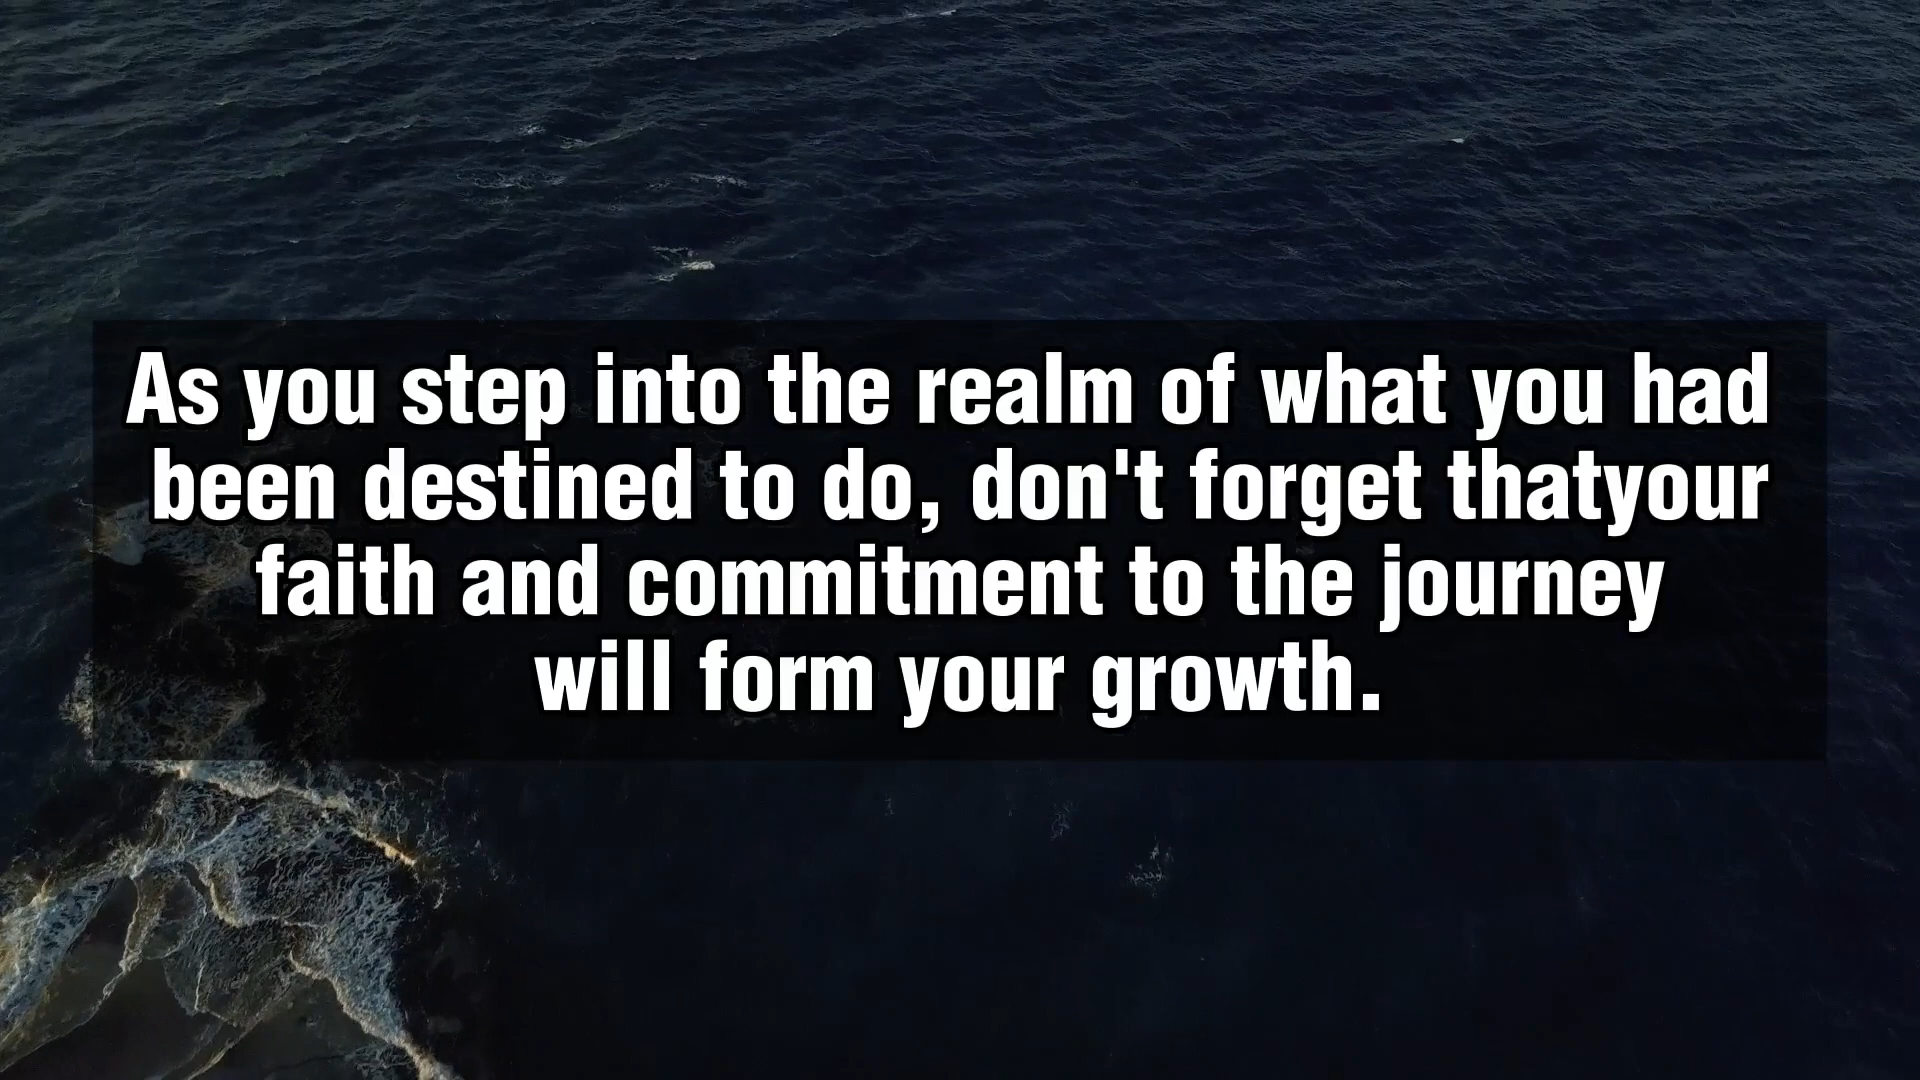 As you step into the realm of what you had
been destined to do, don't forget thatyour
faith and commitment to the journey
will form your growth.